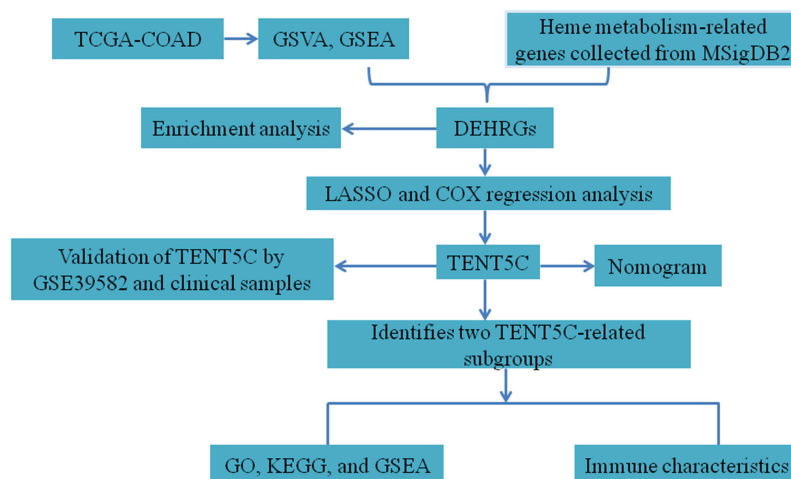 TCGA-COAD
GSVA, GSEA
Heme metabolism-related
genes collected from MSigDB2
Enrichment analysis
DEHRGs
LASSO and COX regression analysis
Validation of TENT5C by
GSE39582 and clinical samples
TENT5C
Nomogram
Identifies two TENT5C-related
subgroups
GO, KEGG, and GSEA
Immune characteristics